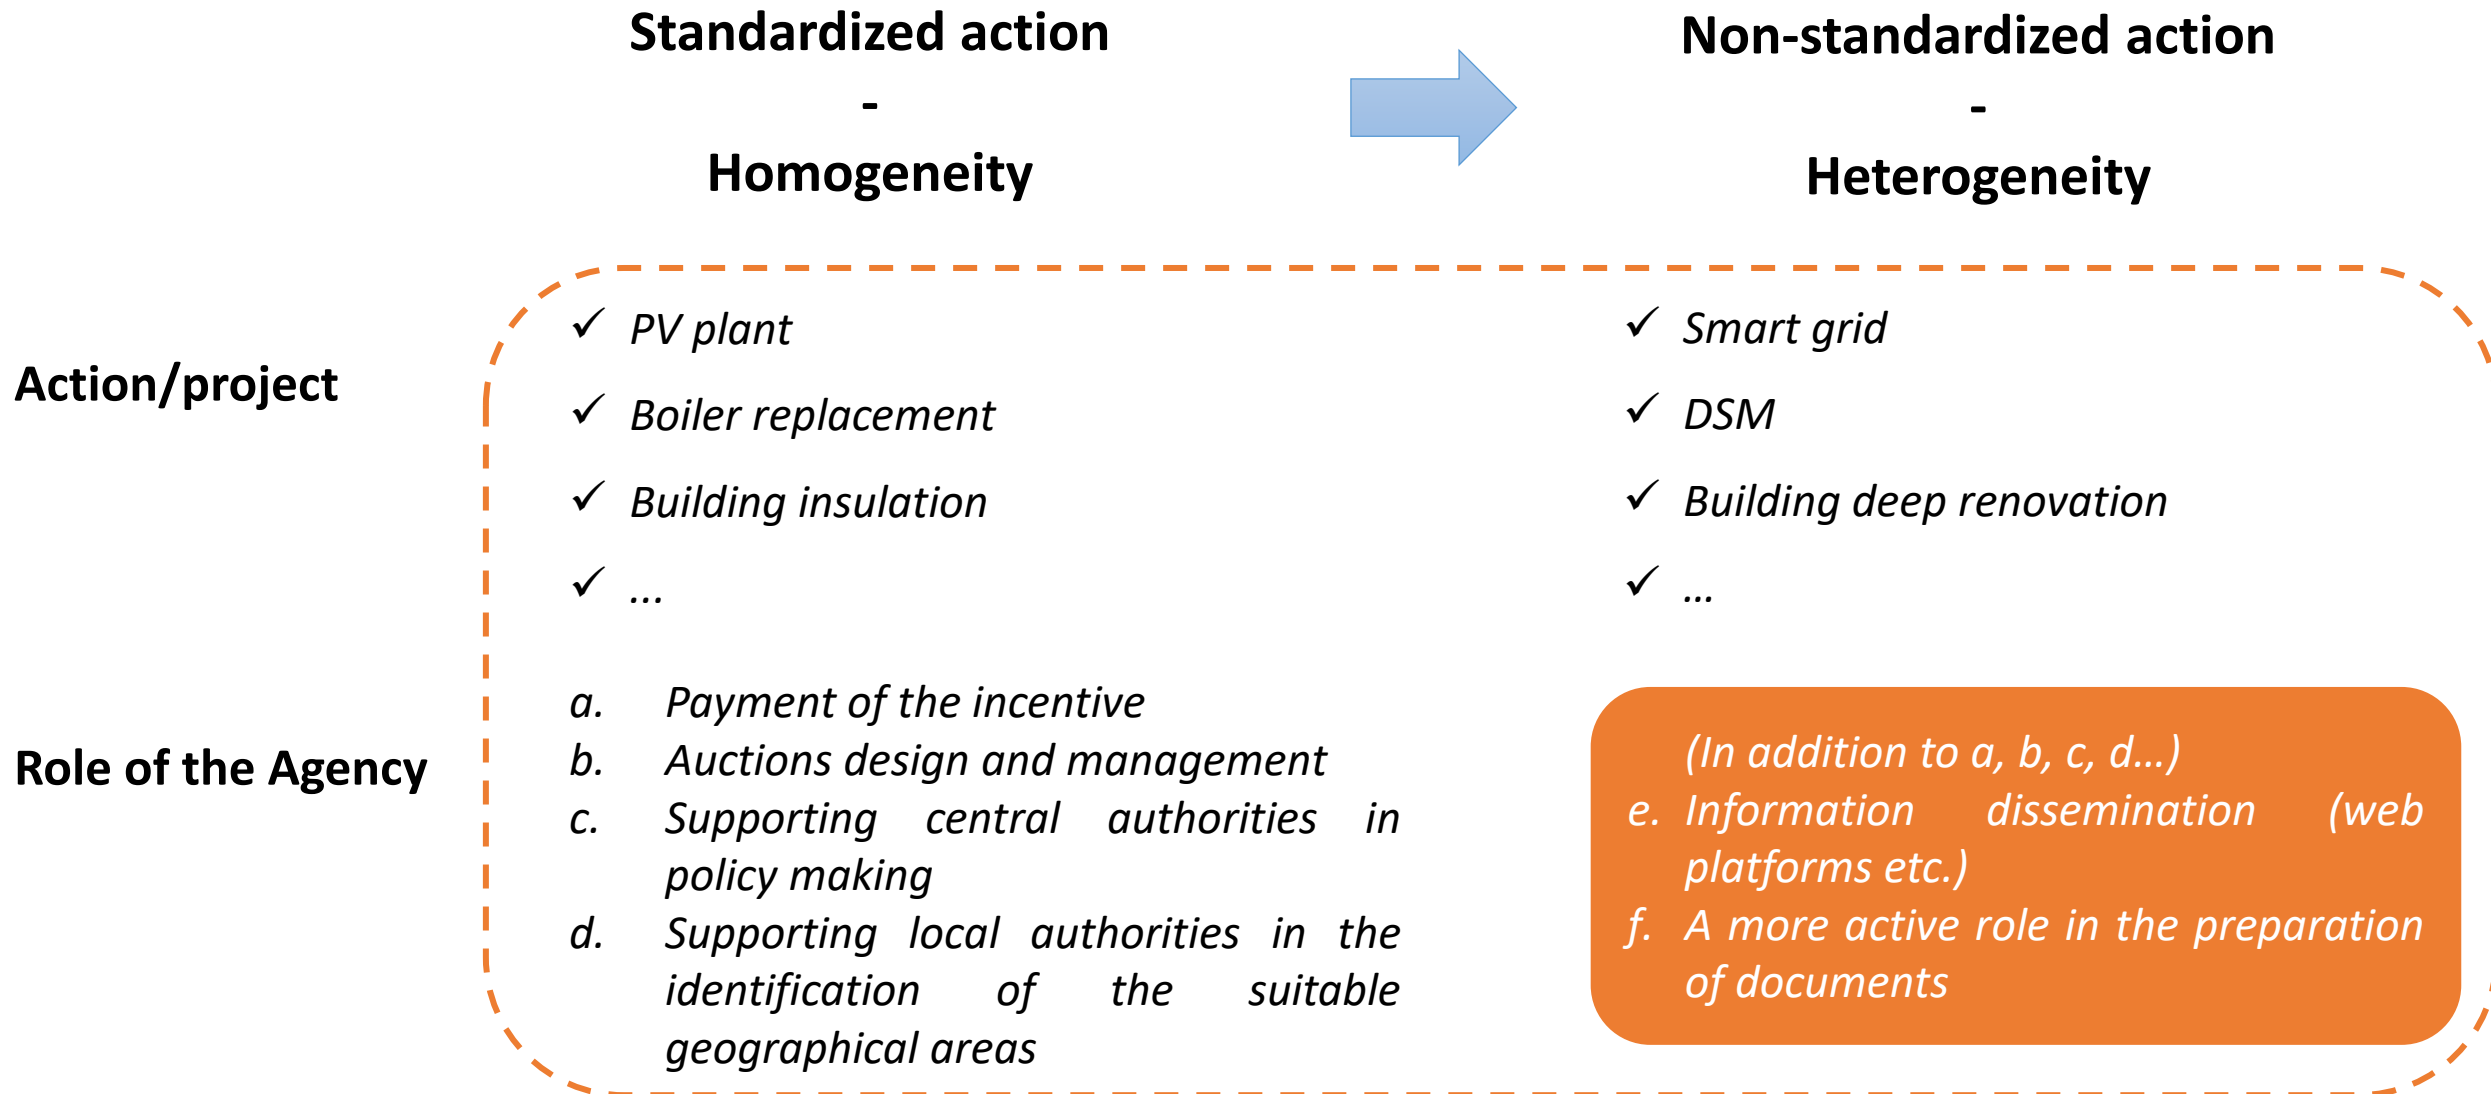 Standardized action
-
Homogeneity
Non-standardized action
-
Heterogeneity
Action/project
✓ PV plant
✓ Boiler replacement
✓ Building insulation
✓ ...
✓ Smart grid
✓ DSM
✓ Building deep renovation
✓ ...
Role of the Agency
a. Payment of the incentive
b. Auctions design and management
c. Supporting central authorities in
policy making
d. Supporting local authorities in the
identification of the suitable
geographical areas
(In addition to a, b, c, d...)
e. Information dissemination (web
platforms etc.)
f. A more active role in the preparation
of documents